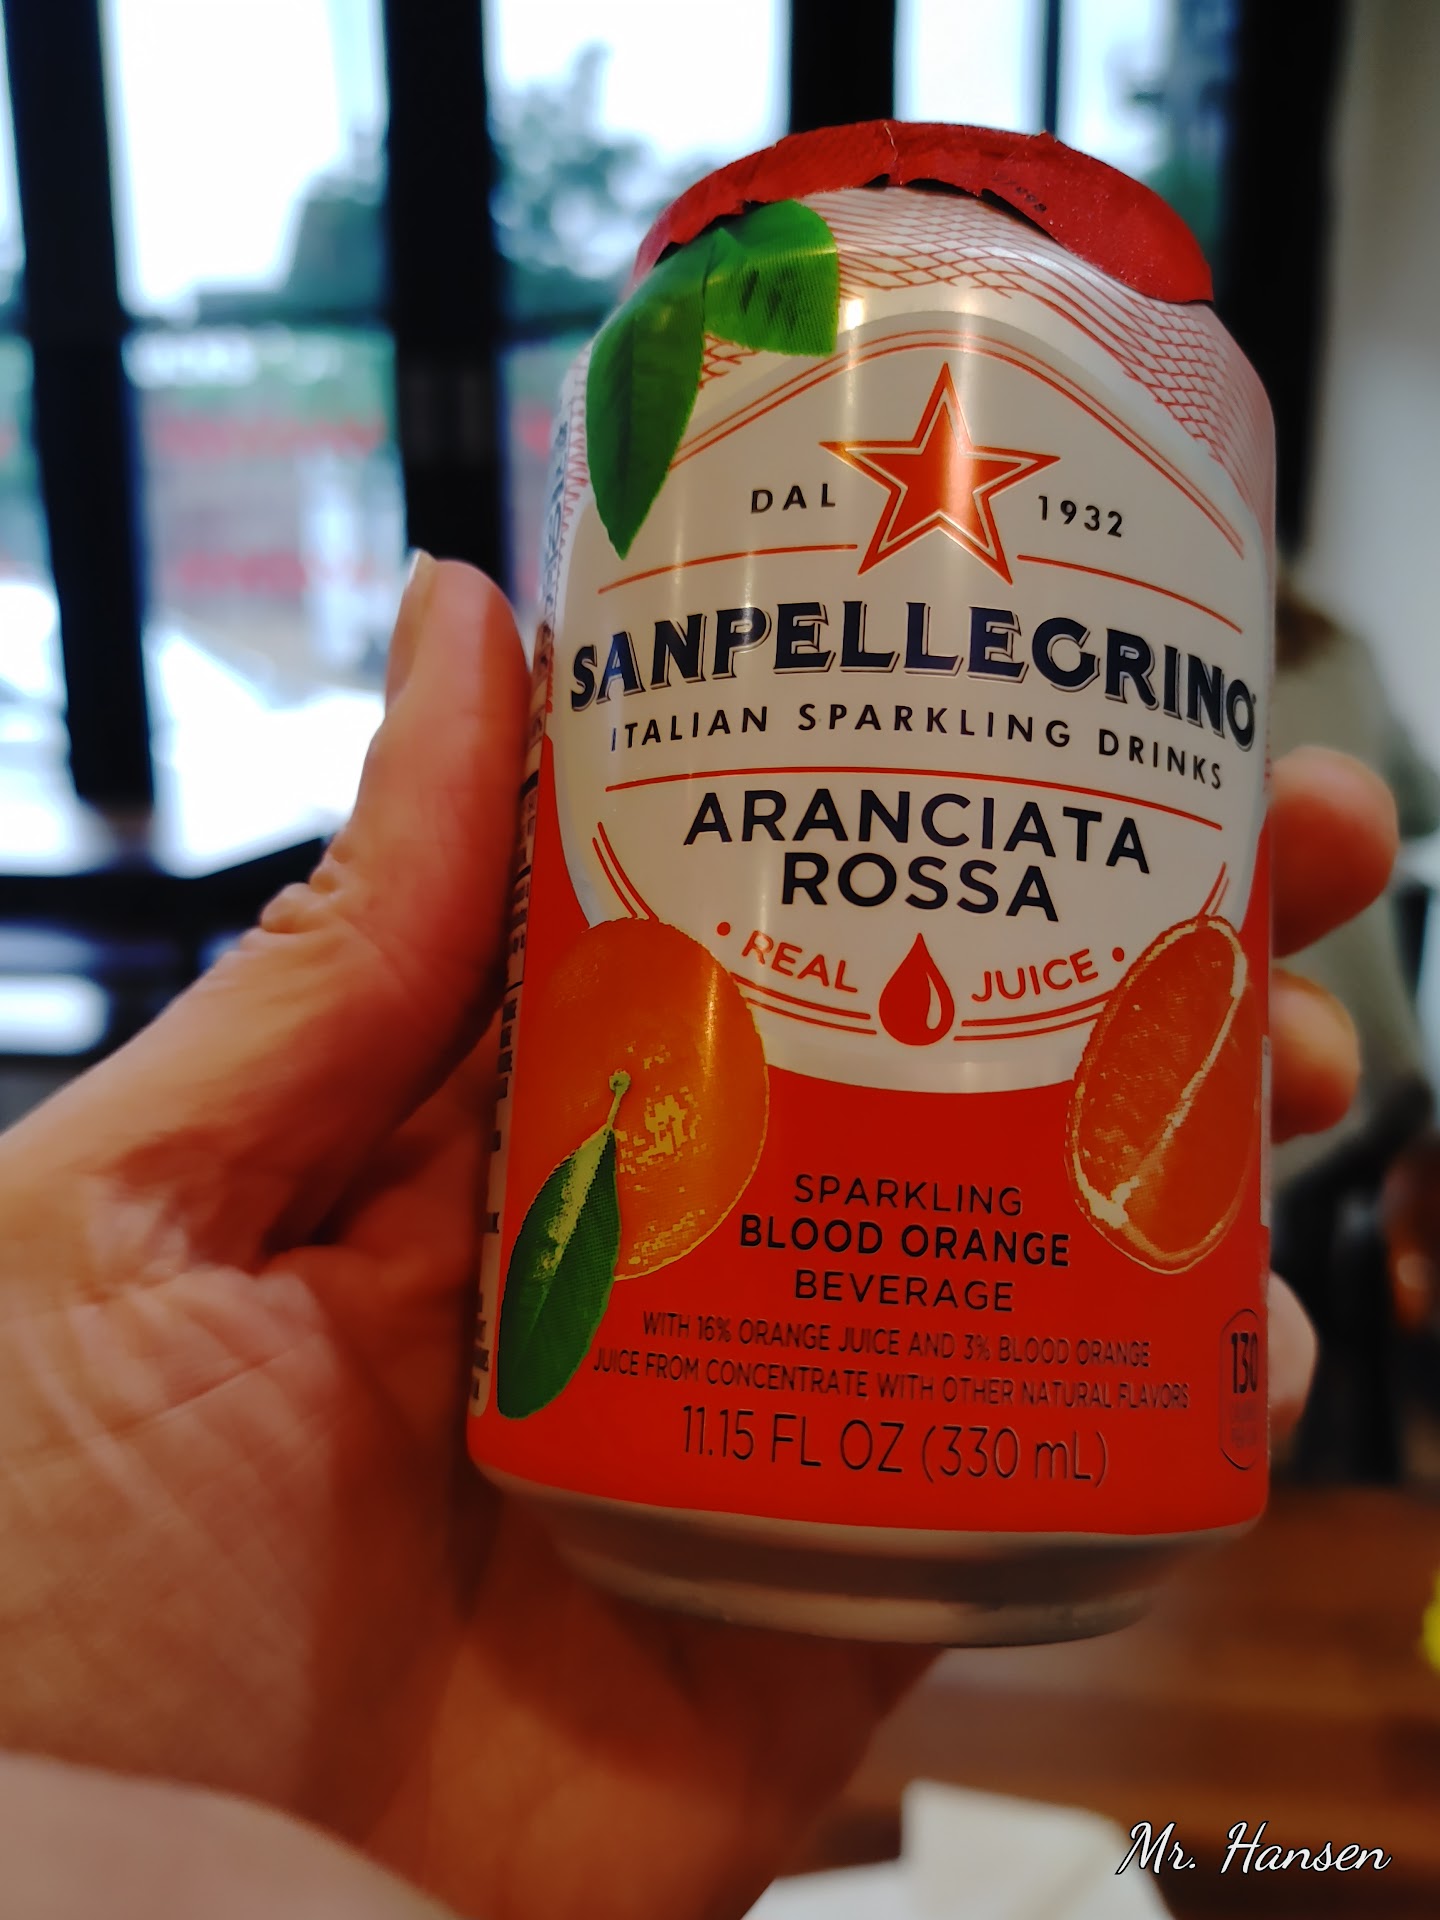 DAL 1932
SANPELLEGRINO
ITALIAN SPARKLING DRINKS
ARANCIATA
ROSSA
• REAL JUICE •
SPARKLING
BLOOD ORANGE
BEVERAGE
WITH 16% ORANGE JUICE AND 3% BLOOD ORANGE
JUICE FROM CONCENTRATE WITH OTHER NATURAL FLAVORS
11.15 FL OZ (330 mL)
130
Mr. Hansen